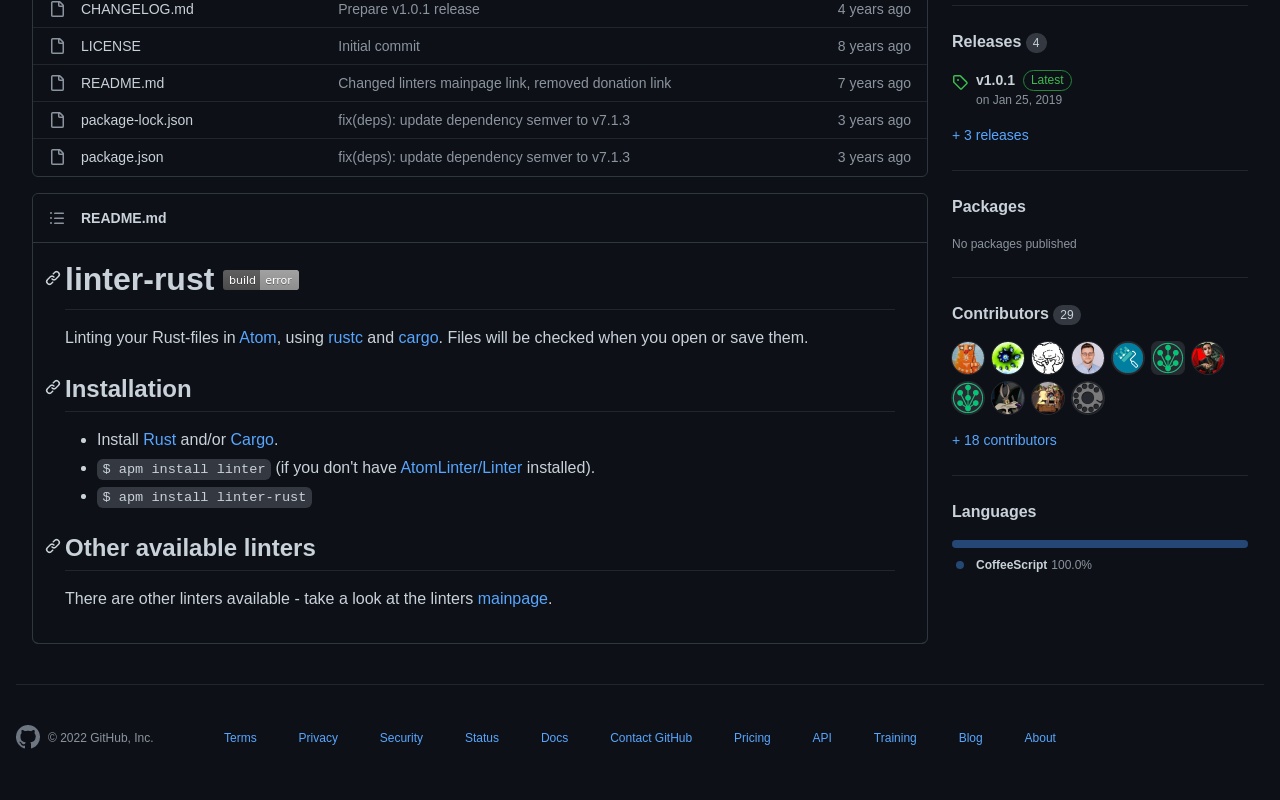 CHANGELOG.md Prepare v1.0.1 release 4 years ago
LICENSE Initial commit 8 years ago
README.md Changed linters mainpage link, removed donation link 7 years ago
package-lock.json fix(deps): update dependency semver to v7.1.3 3 years ago
package.json fix(deps): update dependency semver to v7.1.3 3 years ago
README.md
linter-rust build error
Linting your Rust-files in Atom, using rustc and cargo. Files will be checked when you open or save them.
Installation
Install Rust and/or Cargo.
$ apm install linter (if you don't have AtomLinter/Linter installed).
$ apm install linter-rust
Other available linters
There are other linters available - take a look at the linters mainpage.
Releases 4
v1.0.1 Latest
on Jan 25, 2019
+ 3 releases
Packages
No packages published
Contributors 29
+ 18 contributors
Languages
CoffeeScript 100.0%
© 2022 GitHub, Inc. Terms Privacy Security Status Docs Contact GitHub Pricing API Training Blog About